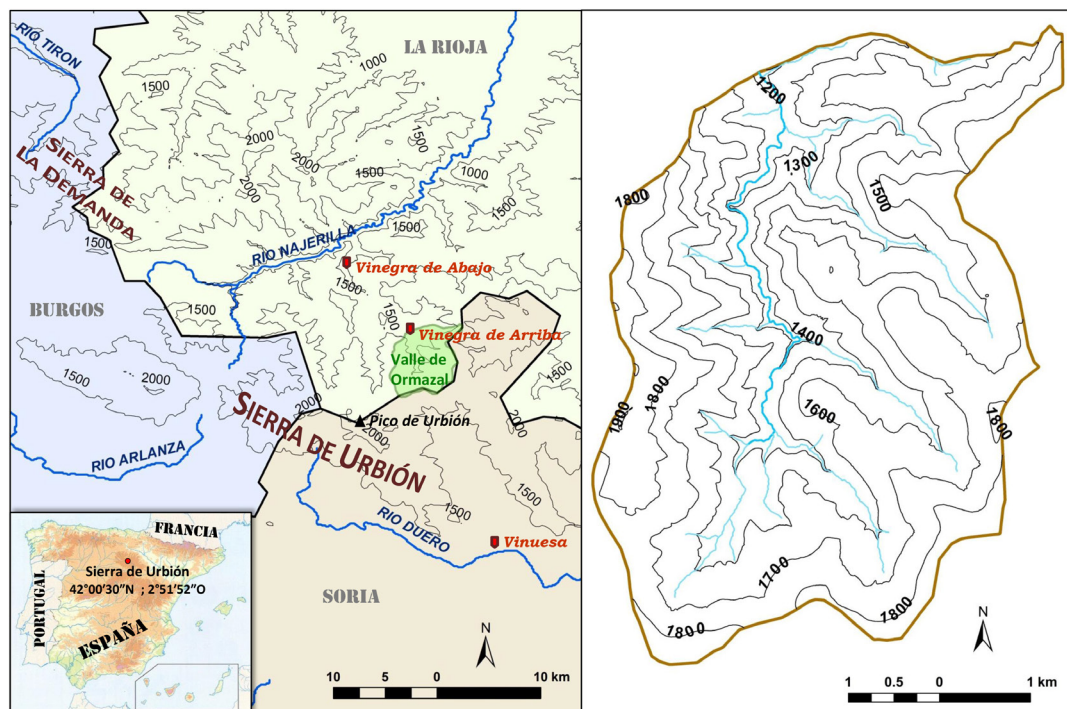 LA RIOJA
RIO TIRON
1500
1000
2000
1500
SIERRA DE
LA DEMANDA
2000
1500
2000
1000
1500
1500
1500
RIO NAJERILLA
Vinegra de Abajo
1500
1500
BURGOS
1500
Vinegra de Arriba
Valle de
Ormazal
1500
1500
2000
2000
SIERRA DE URBIÓN
Pico de Urbión
2000
2000
RIO ARLANZA
1500
RIO DUERO
Vinuesa
SORIA
FRANCIA
Sierra de Urbión
42°00'30"N ; 2°51'52"O
PORTUGAL
ESPAÑA
N
10 5 0 10 km
1200
1300
1800
1500
1400
1800
1900
1600
1800
1700
1800
1800
N
1 0.5 0 1 km